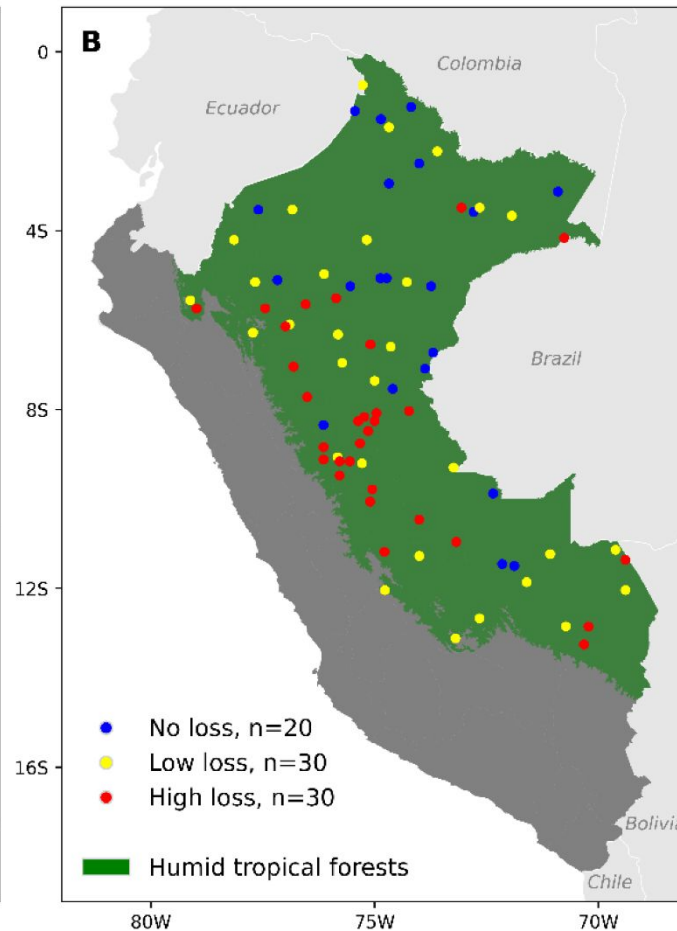 B
0
Colombia
Ecuador
4S
Brazil
8S
12S
No loss, n=20
Low loss, n=30
High loss, n=30
16S
Bolivia
Humid tropical forests
Chile
80W 75W 70W